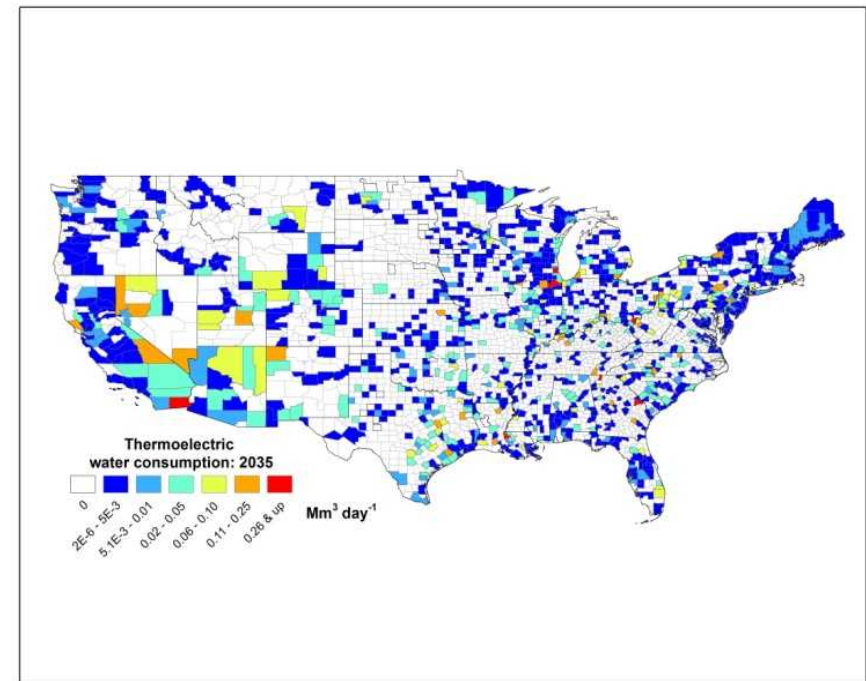 Thermoelectric
water consumption: 2035
0
2E-6 - 5E-3
5.1E-3 - 0.01
0.02 - 0.05
0.06 - 0.10
0.11 - 0.25
0.26 & up
Mm³ day⁻¹